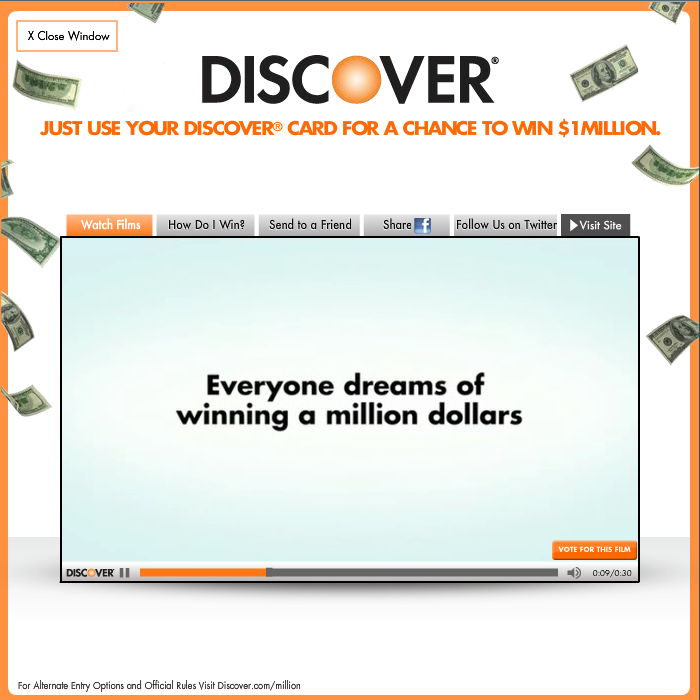 X Close Window
DISCOVER®
JUST USE YOUR DISCOVER® CARD FOR A CHANCE TO WIN $1MILLION.
Watch Films How Do I Win? Send to a Friend Share f Follow Us on Twitter Visit Site
Everyone dreams of
winning a million dollars
VOTE FOR THIS FILM
DISCOVER 0:09/0:30
For Alternate Entry Options and Official Rules Visit Discover.com/million